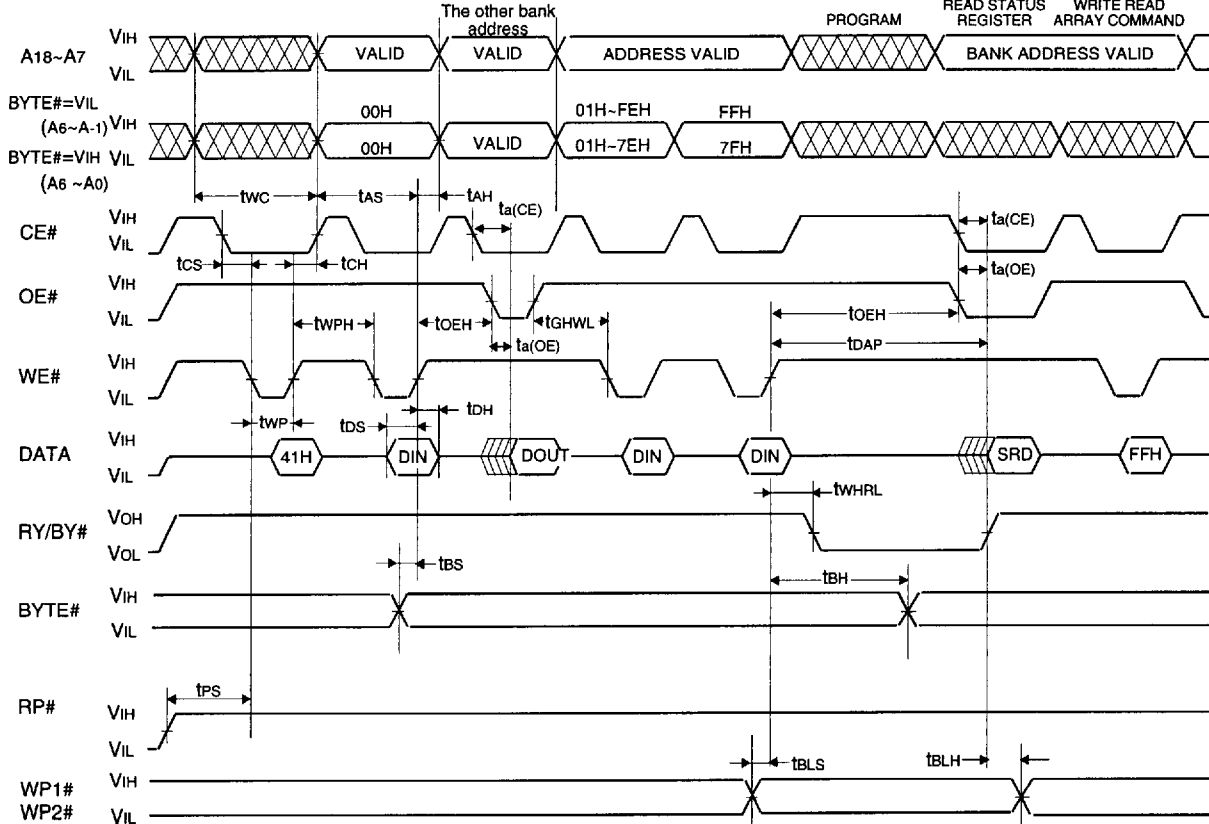 The other bank address
PROGRAM
READ STATUS REGISTER
WRITE READ ARRAY COMMAND
A18~A7
VIH
VIL
VALID
VALID
ADDRESS VALID
BANK ADDRESS VALID
BYTE#=VIL
(A6~A-1)
BYTE#=VIH
(A6 ~A0)
VIH
VIL
00H
01H~FEH
FFH
00H
VALID
01H~7EH
7FH
tWC
tAS
tAH
ta(CE)
ta(CE)
CE#
VIH
VIL
tCS
tCH
ta(OE)
OE#
VIH
VIL
tWPH
tOEH
tGHWL
tOEH
ta(OE)
tDAP
WE#
VIH
VIL
tWP
tDS
tDH
DATA
VIH
VIL
41H
DIN
DOUT
DIN
DIN
SRD
FFH
tWHRL
RY/BY#
VOH
VOL
tBS
tBH
BYTE#
VIH
VIL
tPS
RP#
VIH
VIL
tBLS
tBLH
WP1#
WP2#
VIH
VIL